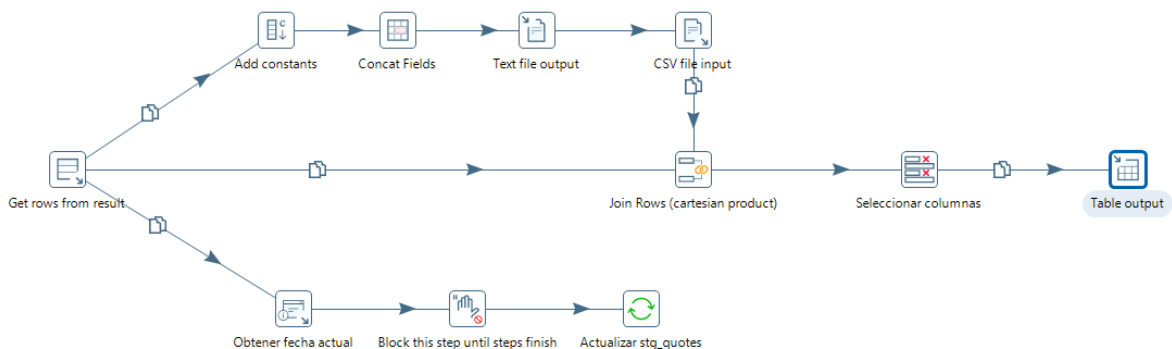 Add constants
Concat Fields
Text file output
CSV file input
Get rows from result
Join Rows (cartesian product)
Seleccionar columnas
Table output
Obtener fecha actual
Block this step until steps finish
Actualizar stg_quotes